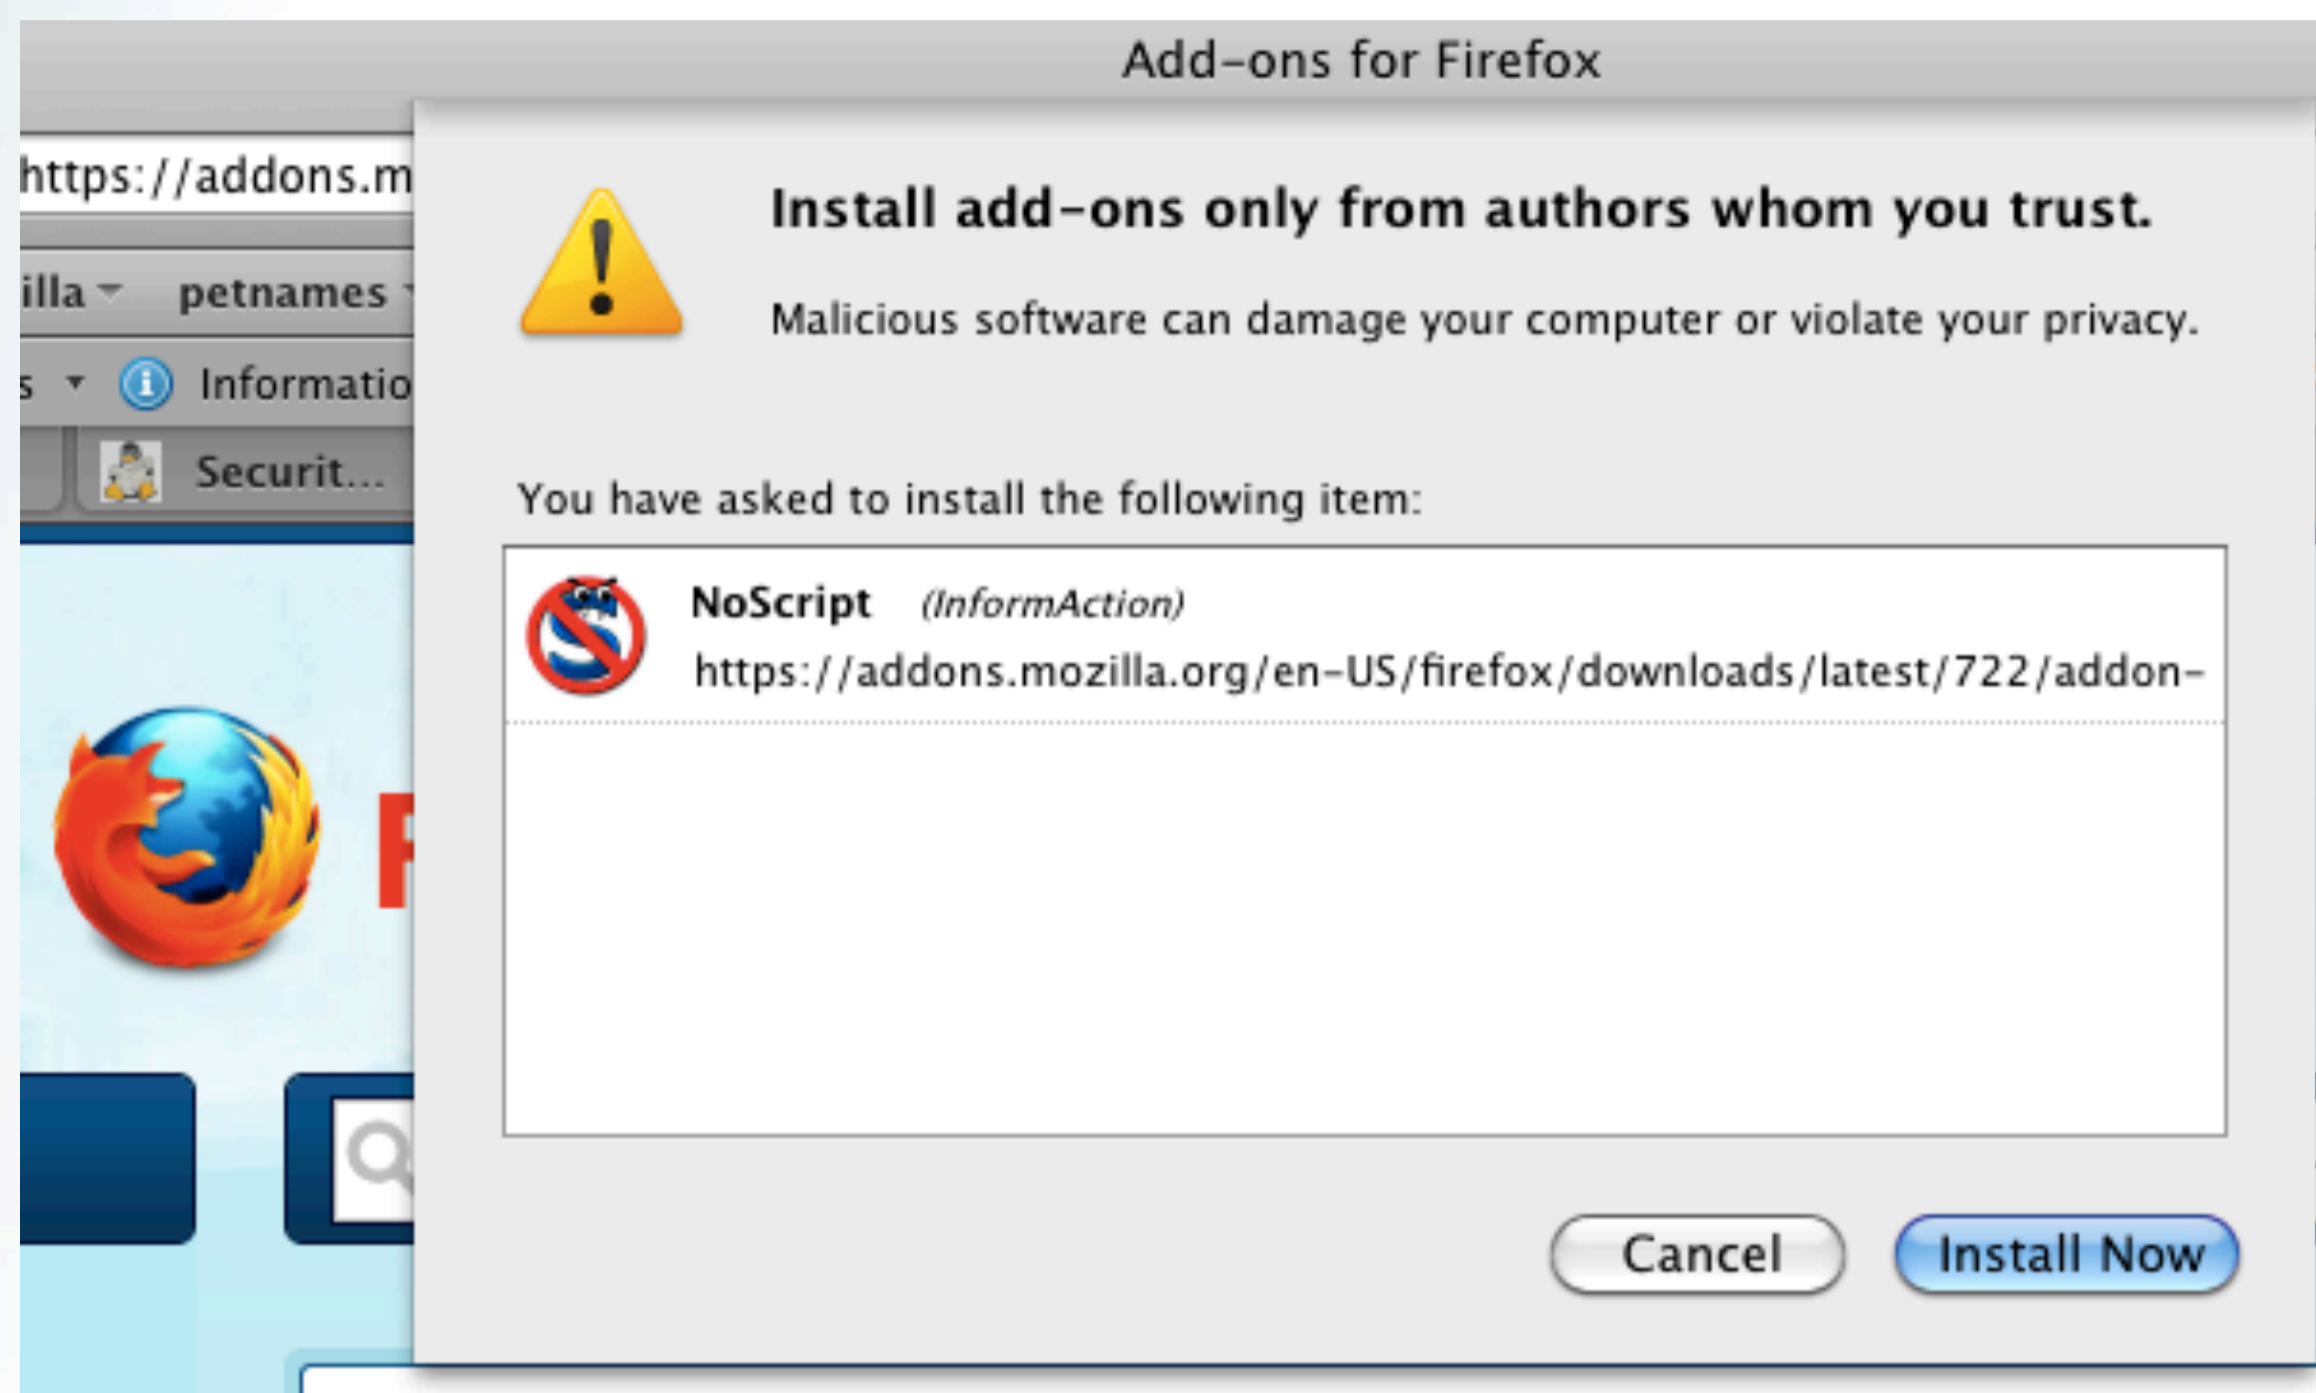 Add-ons for Firefox
https://addons.m
illa petnames
s Informatio
Securit...
Install add-ons only from authors whom you trust.
Malicious software can damage your computer or violate your privacy.
You have asked to install the following item:
NoScript (InformAction)
https://addons.mozilla.org/en-US/firefox/downloads/latest/722/addon-
F
Cancel Install Now